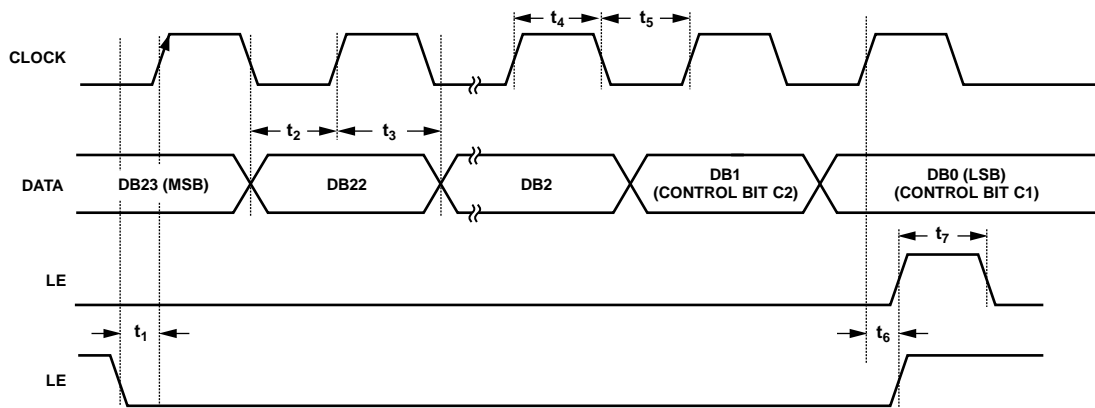 t4 t5
CLOCK
t2 t3
DATA DB23 (MSB) DB22 DB2 DB1 (CONTROL BIT C2) DB0 (LSB) (CONTROL BIT C1)
t7
LE
t1 t6
LE